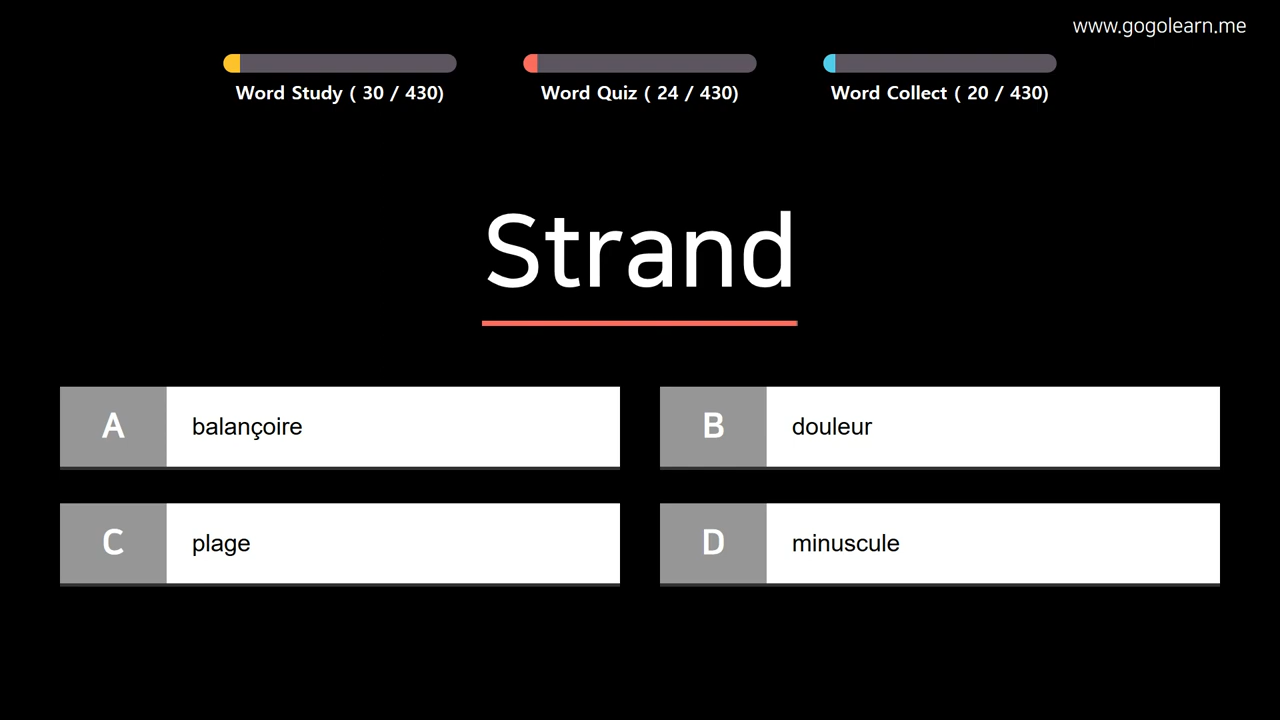 www.gogolearn.me
Word Study ( 30 / 430)
Word Quiz ( 24 / 430)
Word Collect ( 20 / 430)
Strand
A balançoire
B douleur
C plage
D minuscule